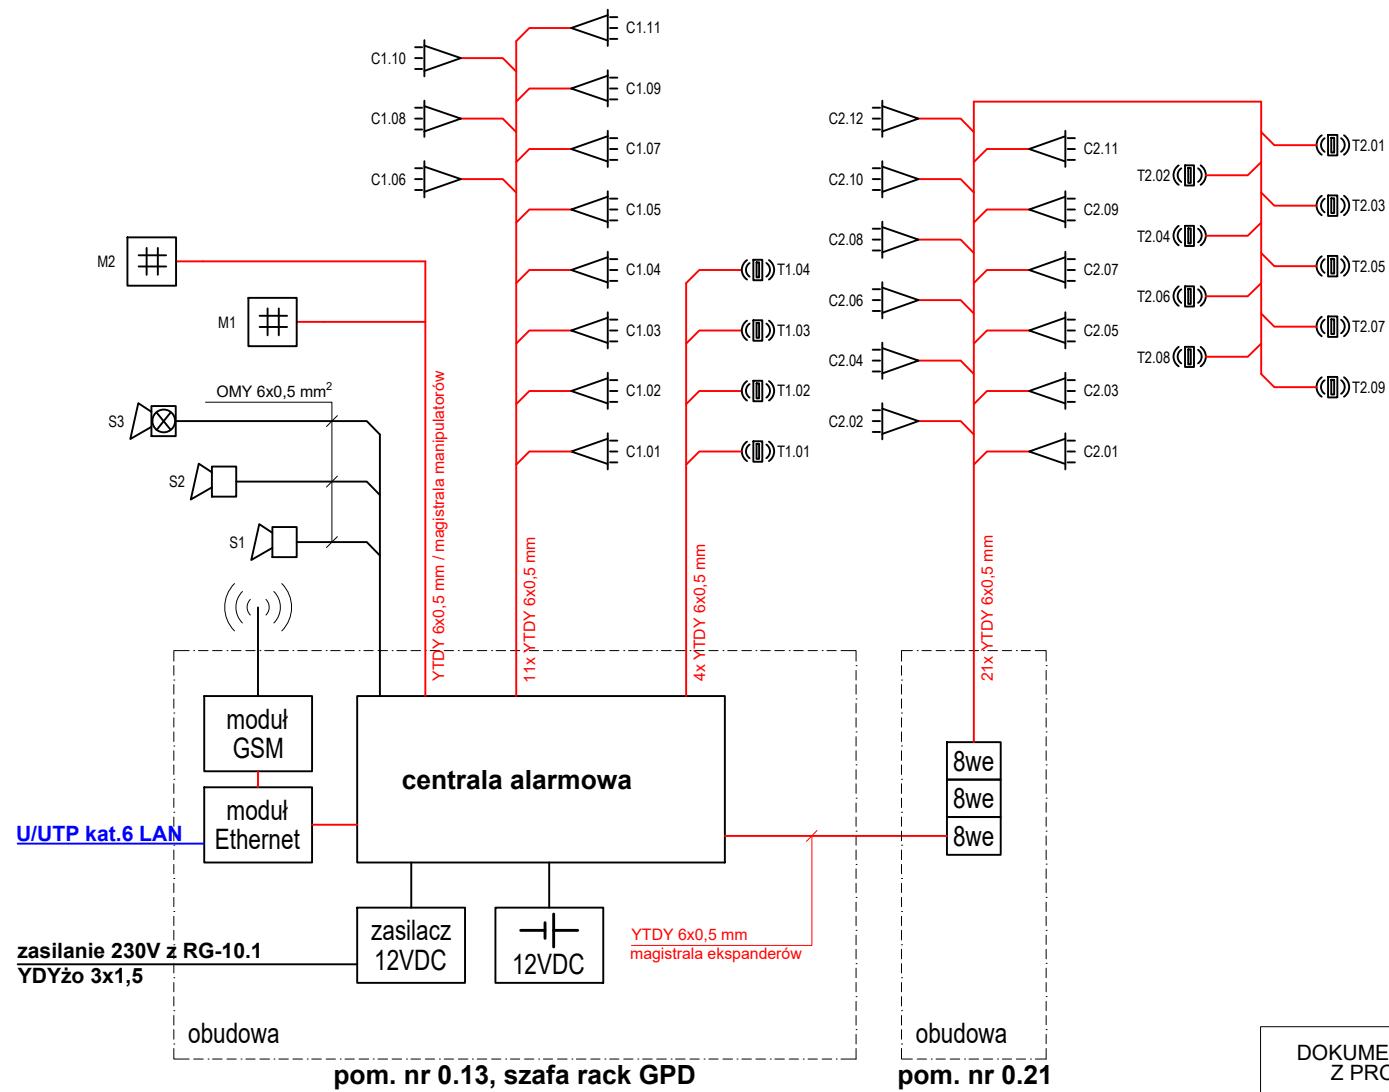 C1.11
C1.10
C1.09
C1.08
C1.07
C1.06
C1.05
C1.04
C1.03
C1.02
C1.01
T1.04
T1.03
T1.02
T1.01
C2.12
C2.11
C2.10
C2.09
C2.08
C2.07
C2.06
C2.05
C2.04
C2.03
C2.02
C2.01
T2.01
T2.02
T2.03
T2.04
T2.05
T2.06
T2.07
T2.08
T2.09
M2
M1
OMY 6x0,5 mm²
S3
S2
S1
YTDY 6x0,5 mm / magistrala manipulatorów
11x YTDY 6x0,5 mm
4x YTDY 6x0,5 mm
21x YTDY 6x0,5 mm
moduł
GSM
moduł
Ethernet
centrala alarmowa
8we
8we
8we
U/UTP kat.6 LAN
zasilacz
12VDC
12VDC
YTDY 6x0,5 mm
magistrala ekspanderów
zasilanie 230V z RG-10.1
YDYżo 3x1,5
obudowa
obudowa
pom. nr 0.13, szafa rack GPD
pom. nr 0.21
DOKUME
Z PRO